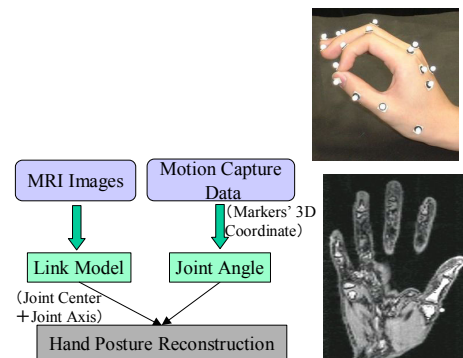 MRI Images
Motion Capture
Data
(Markers' 3D
Coordinate)
Link Model
Joint Angle
(Joint Center
+Joint Axis)
Hand Posture Reconstruction